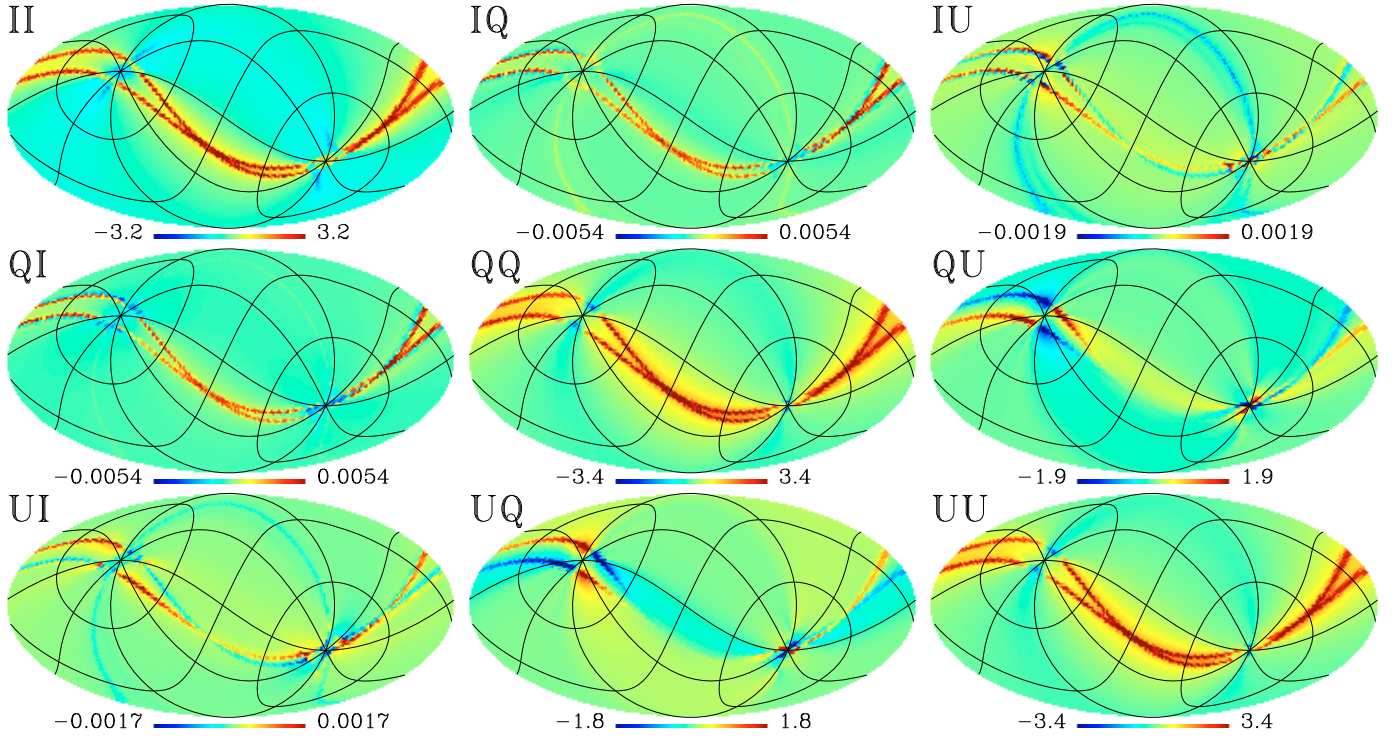 II
IQ
IU
−3.2 3.2
−0.0054 0.0054
−0.0019 0.0019
QI
QQ
QU
−0.0054 0.0054
−3.4 3.4
−1.9 1.9
UI
UQ
UU
−0.0017 0.0017
−1.8 1.8
−3.4 3.4